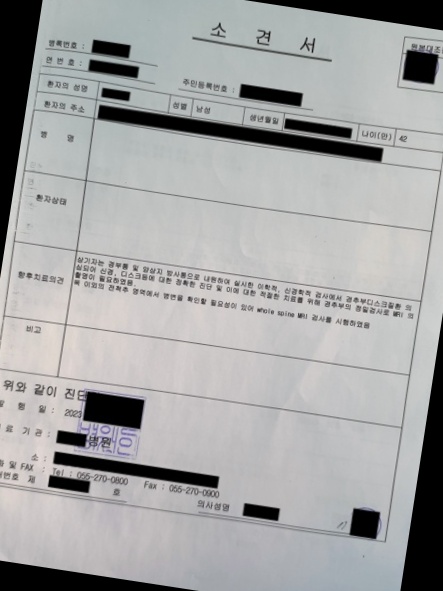 소 견 서
원본대조
병록번호 :
연 번 호 :
주민등록번호 :
환자의 성명 성별 남성 생년월일 나이(만) 42
환자의 주소
병 명
환자상태
향후치료의견
상기자는 경부통 및 양상지 방사통으로 내원하여 실시한 이학적, 신경학적 검사에서 경추부디스크질환 의
심되어 신경, 디스크등에 대한 정확한 진단 및 이에 대한 적절한 치료를 위해 경추부의 정밀검사로 MRI 의
촬영이 필요하였음.
목 이외의 전척추 영역에서 병변을 확인할 필요성이 있어 whole spine MRI 검사를 시행하였음
비고
위와 같이 진단
행 일 : 2023
료 기 관 : 병원
소 :
및 FAX : Tel : 055-270-0800 Fax : 055-270-0900
번호 제 호
의사성명